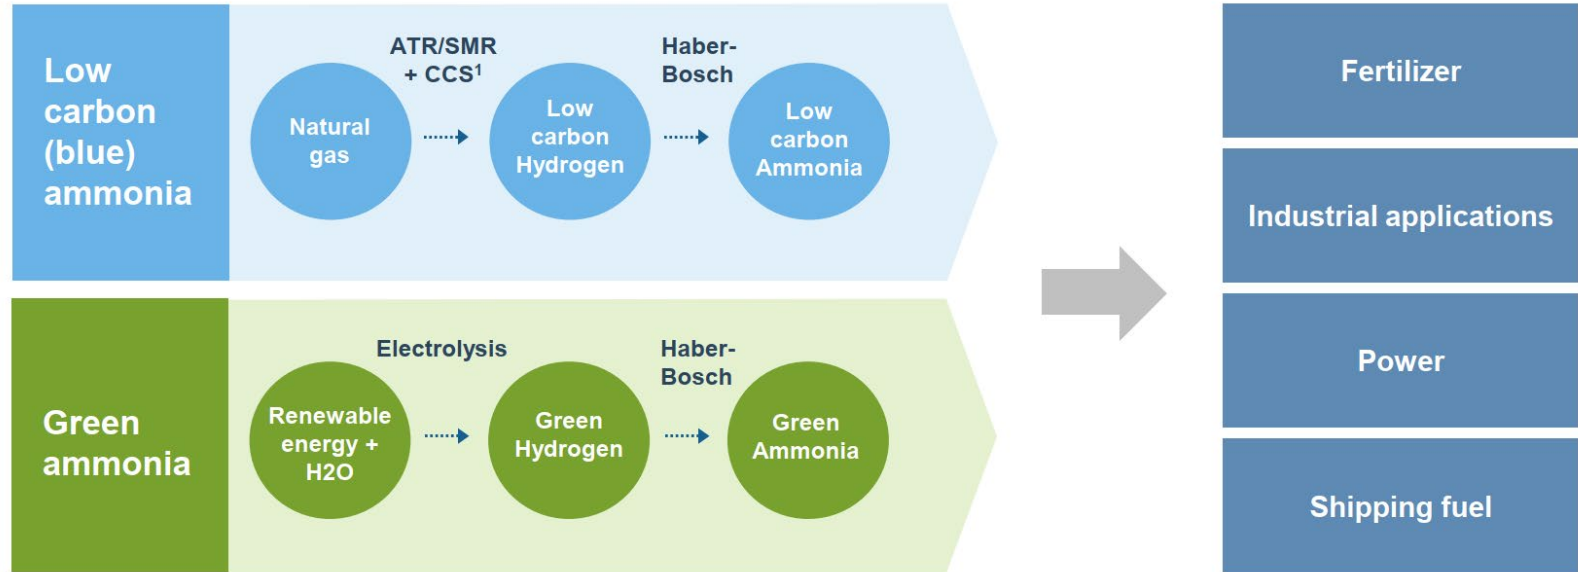 Low
carbon
(blue)
ammonia
ATR/SMR
+ CCS¹
Haber-
Bosch
Natural
gas
Low
carbon
Hydrogen
Low
carbon
Ammonia
Green
ammonia
Electrolysis
Haber-
Bosch
Renewable
energy +
H2O
Green
Hydrogen
Green
Ammonia
Fertilizer
Industrial applications
Power
Shipping fuel